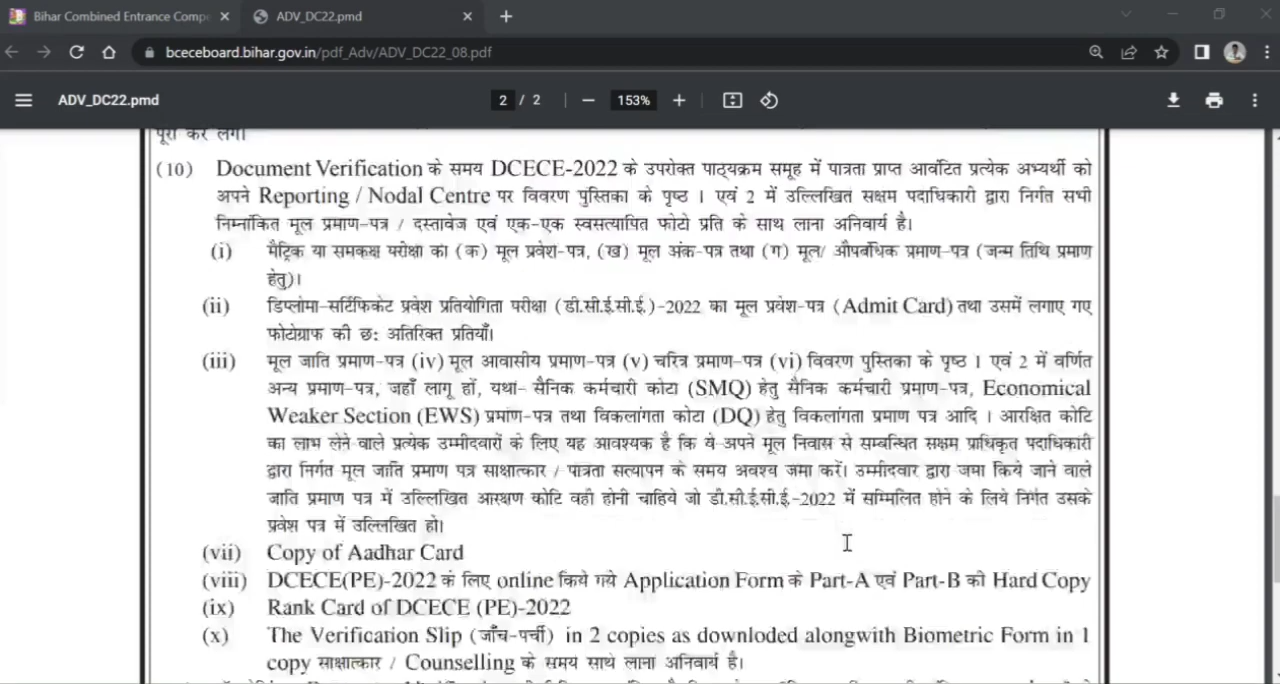 Bihar Combined Entrance Compe
ADV_DC22.pmd
bceceboard.bihar.gov.in/pdf_Adv/ADV_DC22_08.pdf
ADV_DC22.pmd
2 / 2
153%
पूरा कर लेंगे।
(10) Document Verification के समय DCECE-2022 के उपरोक्त पाठ्यक्रम समूह में पात्रता प्राप्त आवंटित प्रत्येक अभ्यर्थी को
अपने Reporting / Nodal Centre पर विवरण पुस्तिका के पृष्ठ 1 एवं 2 में उल्लिखित सक्षम पदाधिकारी द्वारा निर्गत सभी
निम्नांकित मूल प्रमाण-पत्र / दस्तावेज एवं एक-एक स्वसत्यापित फोटो प्रति के साथ लाना अनिवार्य है।
(i) मैट्रिक या समकक्ष परीक्षा का (क) मूल प्रवेश-पत्र, (ख) मूल अंक-पत्र तथा (ग) मूल/ औपबंधिक प्रमाण-पत्र (जन्म तिथि प्रमाण
हेतु)।
(ii) डिप्लोमा-सर्टिफिकेट प्रवेश प्रतियोगिता परीक्षा (डी.सी.ई.सी.ई.)-2022 का मूल प्रवेश-पत्र (Admit Card) तथा उसमें लगाए गए
फोटोग्राफ की छ: अतिरिक्त प्रतियाँ।
(iii) मूल जाति प्रमाण-पत्र (iv) मूल आवासीय प्रमाण-पत्र (v) चरित्र प्रमाण-पत्र (vi) विवरण पुस्तिका के पृष्ठ 1 एवं 2 में वर्णित
अन्य प्रमाण-पत्र, जहाँ लागू हों, यथा- सैनिक कर्मचारी कोटा (SMQ) हेतु सैनिक कर्मचारी प्रमाण-पत्र, Economical
Weaker Section (EWS) प्रमाण-पत्र तथा विकलांगता कोटा (DQ) हेतु विकलांगता प्रमाण पत्र आदि । आरक्षित कोटि
का लाभ लेने वाले प्रत्येक उम्मीदवारों के लिए यह आवश्यक है कि वे अपने मूल निवास से सम्बन्धित सक्षम प्राधिकृत पदाधिकारी
द्वारा निर्गत मूल जाति प्रमाण पत्र साक्षात्कार / पात्रता सत्यापन के समय अवश्य जमा करें। उम्मीदवार द्वारा जमा किये जाने वाले
जाति प्रमाण पत्र में उल्लिखित आरक्षण कोटि वही होनी चाहिये जो डी.सी.ई.सी.ई.-2022 में सम्मिलित होने के लिये निर्गत उसके
प्रवेश पत्र में उल्लिखित हो।
(vii) Copy of Aadhar Card
(viii) DCECE(PE)-2022 के लिए online किये गये Application Form के Part-A एवं Part-B की Hard Copy
(ix) Rank Card of DCECE (PE)-2022
(x) The Verification Slip (जाँच-पर्ची) in 2 copies as downloded alongwith Biometric Form in 1
copy साक्षात्कार / Counselling के समय साथे लाना अनिवार्य है।